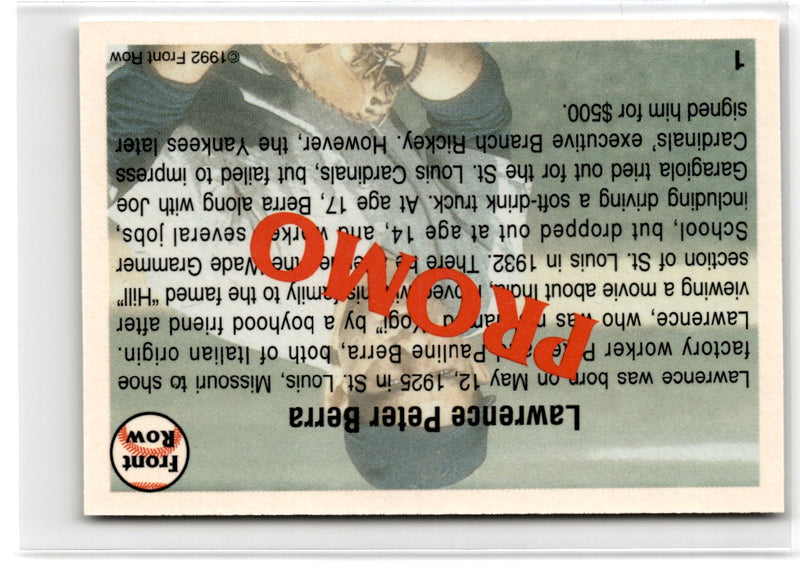 Front
Row
Lawrence Peter Berra
Lawrence was born on May 12, 1925 in St. Louis, Missouri to shoe
factory worker Pauline Berra, both of Italian origin.
Lawrence, who was "Yogi" by a boyhood friend after
viewing a movie about India, family to the famed "Hill"
section of St. Louis in 1932. There he Wade Grammer
School, but dropped out at age 14, and worked several jobs,
including driving a soft-drink truck. At age 17, Berra along with Joe
Garagiola tried out for the St. Louis Cardinals, but failed to impress
Cardinals' executive Branch Rickey. However, the Yankees later
signed him for $500.
PROMO
1
©1992 Front Row